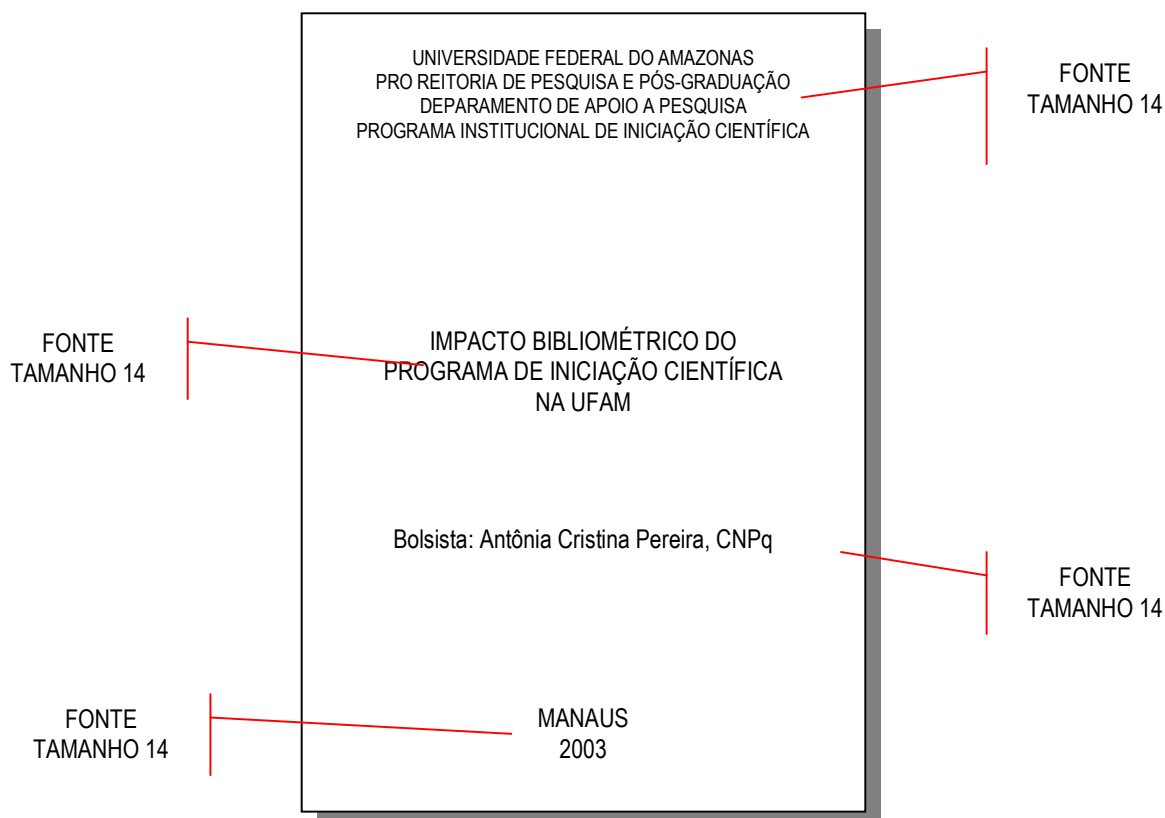 UNIVERSIDADE FEDERAL DO AMAZONAS
PRO REITORIA DE PESQUISA E PÓS-GRADUAÇÃO
DEPARAMENTO DE APOIO A PESQUISA
PROGRAMA INSTITUCIONAL DE INICIAÇÃO CIENTÍFICA
FONTE
TAMANHO 14
FONTE
TAMANHO 14
IMPACTO BIBLIOMÉTRICO DO
PROGRAMA DE INICIAÇÃO CIENTÍFICA
NA UFAM
Bolsista: Antônia Cristina Pereira, CNPq
FONTE
TAMANHO 14
FONTE
TAMANHO 14
MANAUS
2003